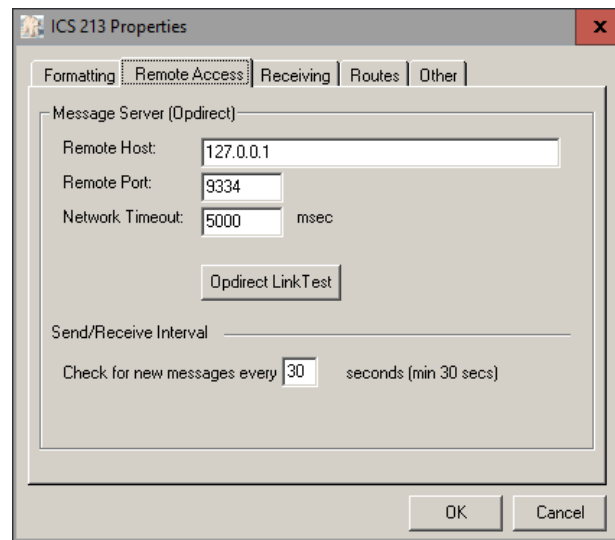 ICS 213 Properties
x
Formatting Remote Access Receiving Routes Other
Message Server (Opdirect)
Remote Host: 127.0.0.1
Remote Port: 9334
Network Timeout: 5000 msec
Opdirect LinkTest
Send/Receive Interval
Check for new messages every 30 seconds (min 30 secs)
OK Cancel